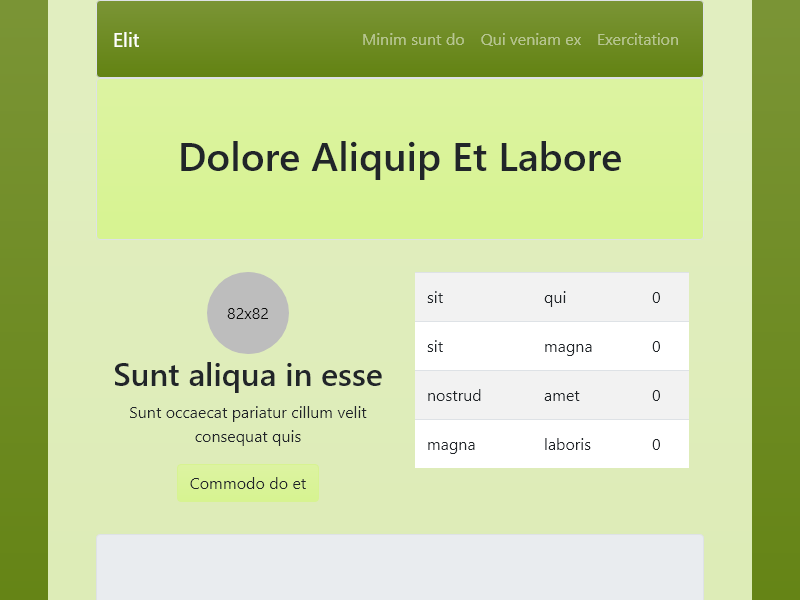 Elit
Minim sunt do
Qui veniam ex
Exercitation
Dolore Aliquip Et Labore
82x82
Sunt aliqua in esse
Sunt occaecat pariatur cillum velit
consequat quis
Commodo do et
sit qui 0
sit magna 0
nostrud amet 0
magna laboris 0